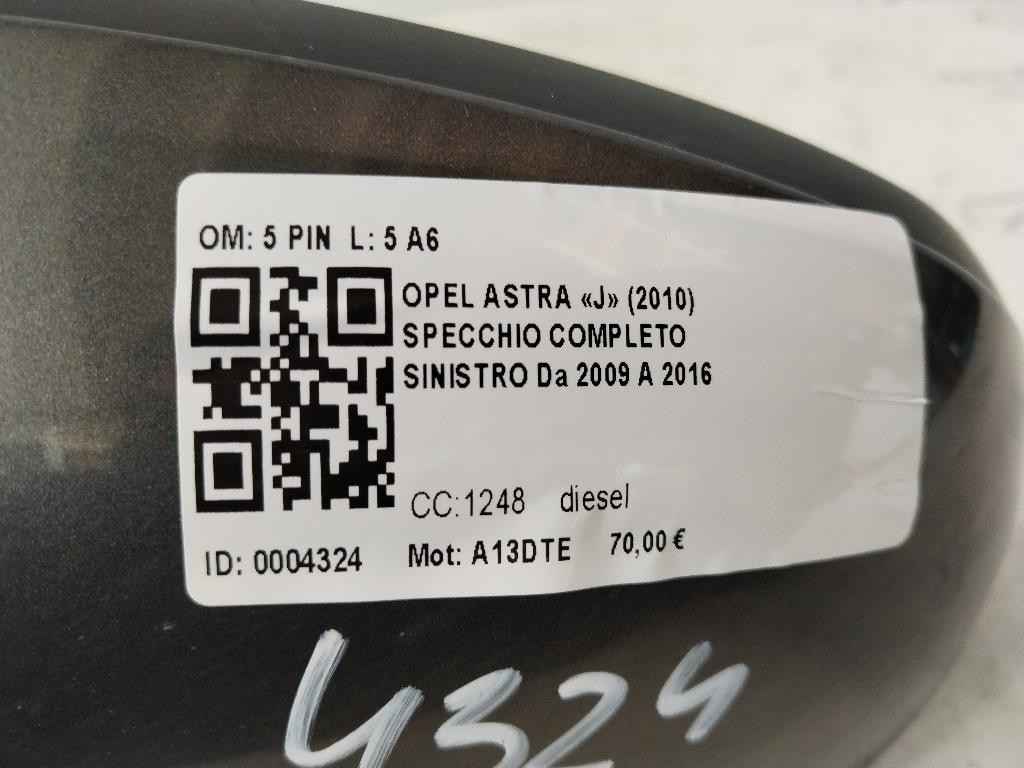 OM: 5 PIN L: 5 A6
OPEL ASTRA «J» (2010)
SPECCHIO COMPLETO
SINISTRO Da 2009 A 2016
CC:1248 diesel
ID: 0004324 Mot: A13DTE 70,00 €
4324